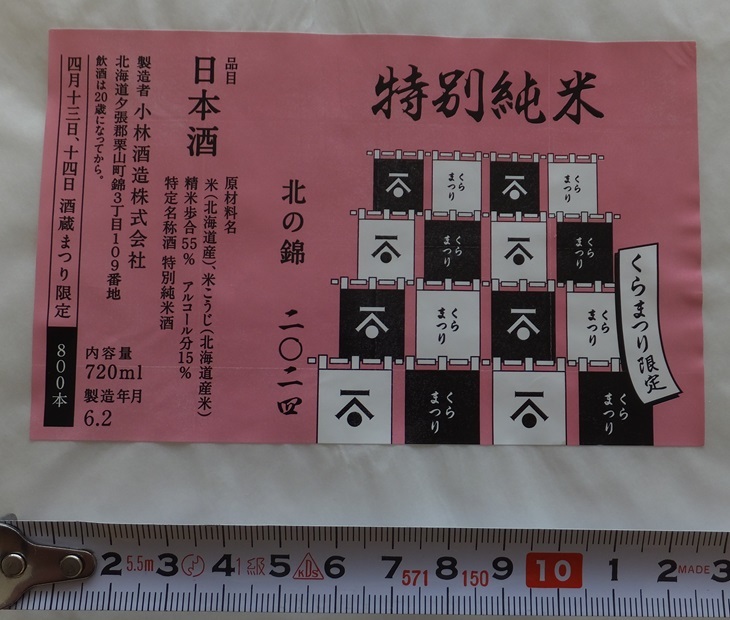 特別純米
くら
まつり
くら
まつり
くら
まつり
くら
まつり
くら
まつり
くら
まつり
くら
まつり
くら
まつり
くらまつり限定
北の錦 二〇二四
品目
日本酒
原材料名
米(北海道産)、米こうじ(北海道産米)
精米歩合55% アルコール分15%
特定名称酒 特別純米酒
製造者 小林酒造株式会社
北海道夕張郡栗山町錦3丁目109番地
飲酒は20歳になってから。
四月十三日、十四日 酒蔵まつり限定
800本
内容量
720ml
製造年月
6.2
2 5.5m 3 4 1級 5 KDS 6 7 571 8 150 9 10 1 2 MADE 3